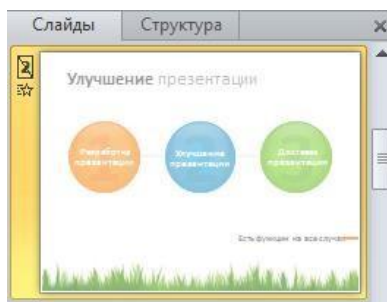 Слайды Структура
2
Улучшение презентации
Разработка
презентации
Улучшение
презентации
Доставка
презентации
Есть функции на все случаи